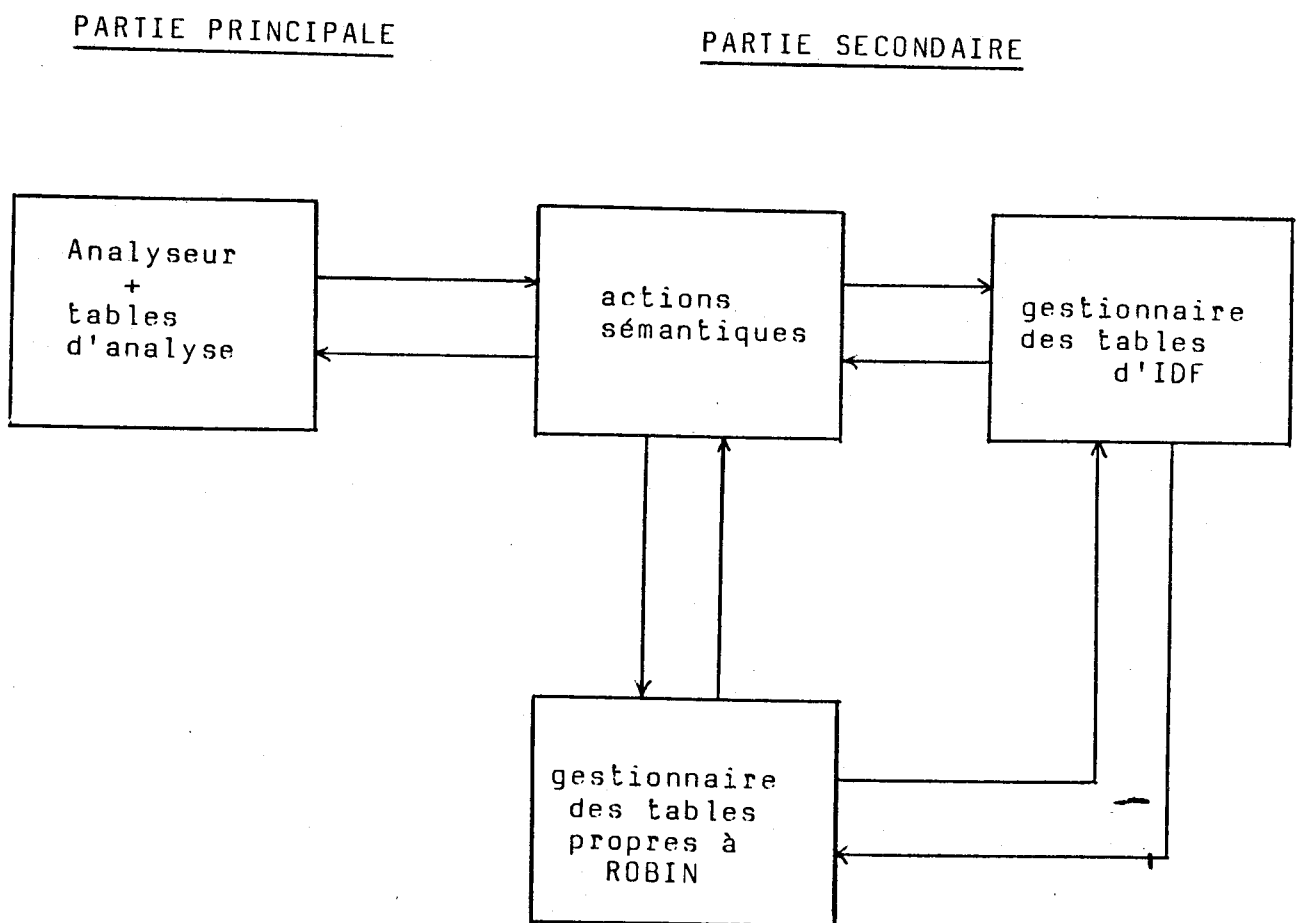 PARTIE PRINCIPALE
PARTIE SECONDAIRE
Analyseur
+
tables
d'analyse
actions
sémantiques
gestionnaire
des tables
d'IDF
gestionnaire
des tables
propres à
ROBIN